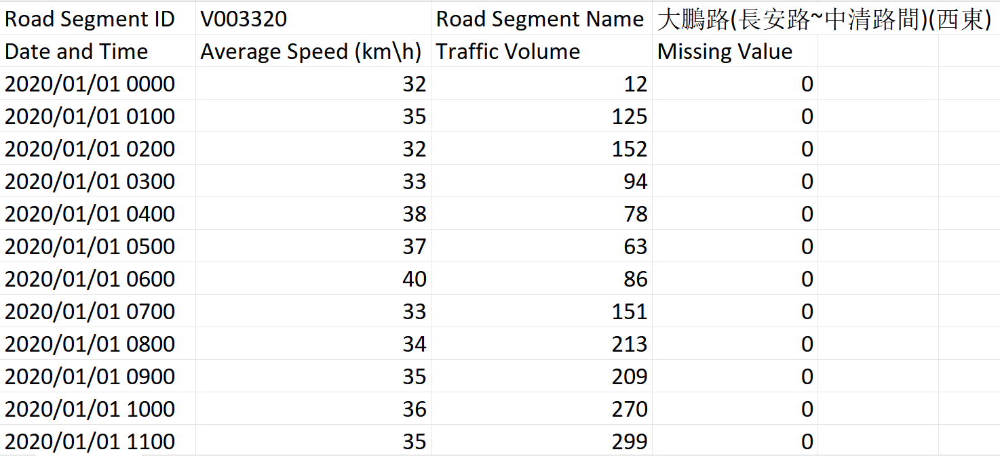 Road Segment ID V003320 Road Segment Name 大鵬路(長安路~中清路間)(西東)
Date and Time Average Speed (km\h) Traffic Volume Missing Value
2020/01/01 0000 32 12 0
2020/01/01 0100 35 125 0
2020/01/01 0200 32 152 0
2020/01/01 0300 33 94 0
2020/01/01 0400 38 78 0
2020/01/01 0500 37 63 0
2020/01/01 0600 40 86 0
2020/01/01 0700 33 151 0
2020/01/01 0800 34 213 0
2020/01/01 0900 35 209 0
2020/01/01 1000 36 270 0
2020/01/01 1100 35 299 0